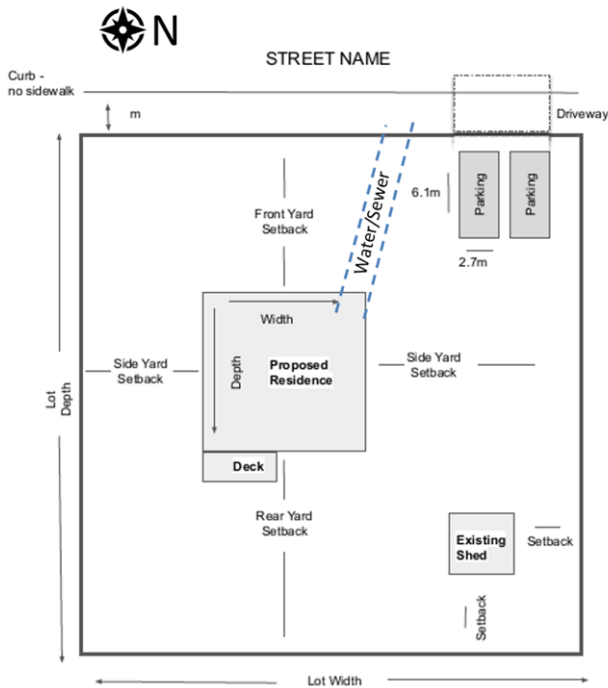 N
STREET NAME
Curb -
no sidewalk
m
Driveway
Front Yard
Setback
Water/Sewer
6.1m
Parking
Parking
2.7m
Width
Depth
Proposed
Residence
Side Yard
Setback
Side Yard
Setback
Lot
Depth
Deck
Rear Yard
Setback
Existing
Shed
Setback
Setback
Lot Width